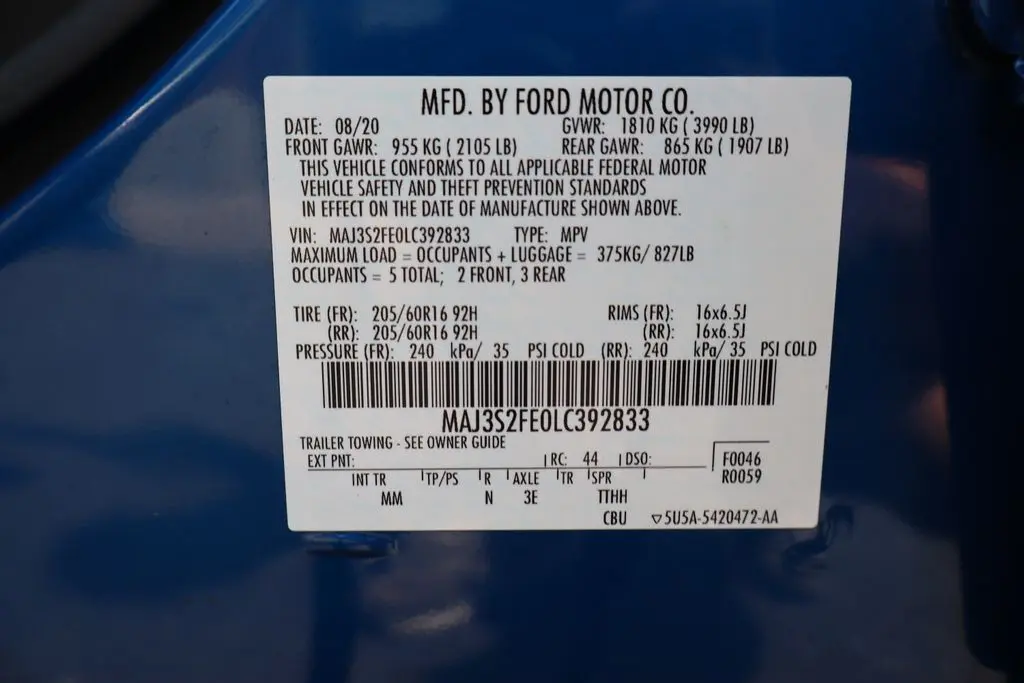 MFD. BY FORD MOTOR CO.
DATE: 08/20 GVWR: 1810 KG ( 3990 LB)
FRONT GAWR: 955 KG ( 2105 LB) REAR GAWR: 865 KG ( 1907 LB)
THIS VEHICLE CONFORMS TO ALL APPLICABLE FEDERAL MOTOR
VEHICLE SAFETY AND THEFT PREVENTION STANDARDS
IN EFFECT ON THE DATE OF MANUFACTURE SHOWN ABOVE.
VIN: MAJ3S2FE0LC392833 TYPE: MPV
MAXIMUM LOAD = OCCUPANTS + LUGGAGE = 375KG/ 827LB
OCCUPANTS = 5 TOTAL; 2 FRONT, 3 REAR
TIRE (FR): 205/60R16 92H RIMS (FR): 16x6.5J
(RR): 205/60R16 92H (RR): 16x6.5J
PRESSURE (FR): 240 kPa/ 35 PSI COLD (RR): 240 kPa/ 35 PSI COLD
MAJ3S2FE0LC392833
TRAILER TOWING - SEE OWNER GUIDE
EXT PNT: RC: 44 DSO: F0046
R0059
INT TR TP/PS R AXLE TR SPR
MM N 3E TTHH
CBU ▽5U5A-5420472-AA